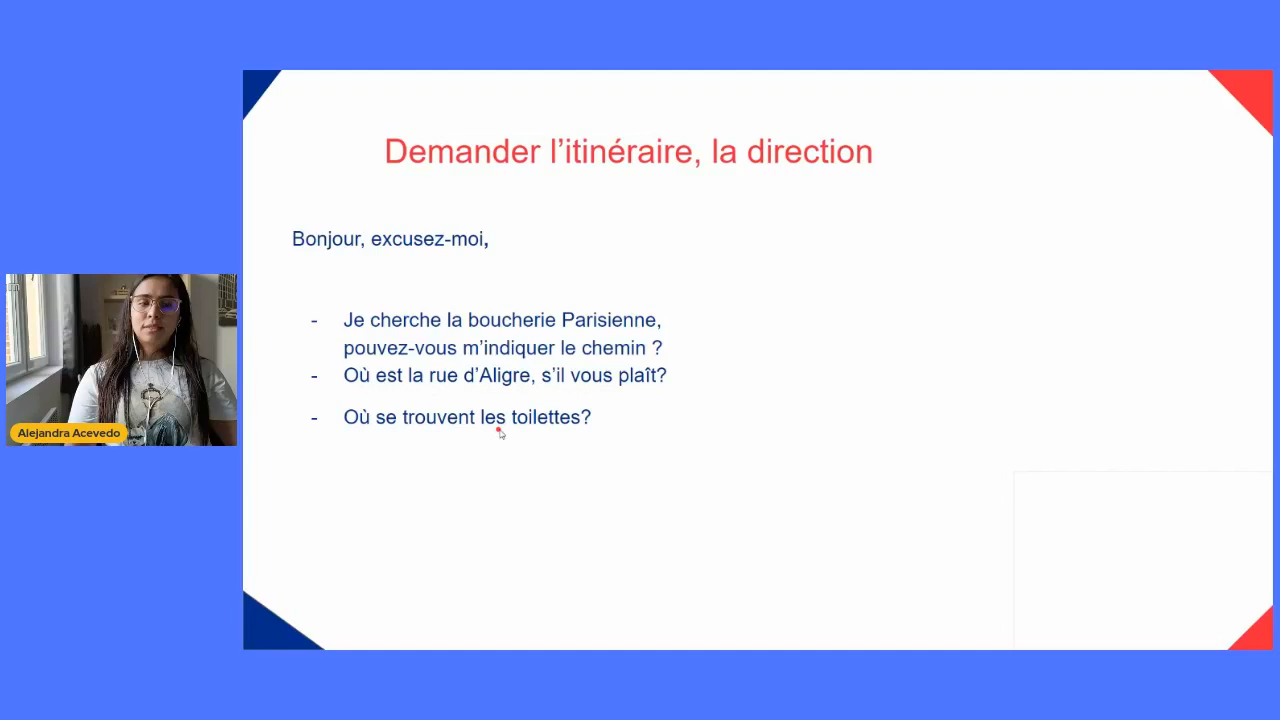 Demander l’itinéraire, la direction
Bonjour, excusez-moi,
- Je cherche la boucherie Parisienne,
pouvez-vous m’indiquer le chemin ?
- Où est la rue d’Aligre, s’il vous plaît?
- Où se trouvent les toilettes?
Alejandra Acevedo